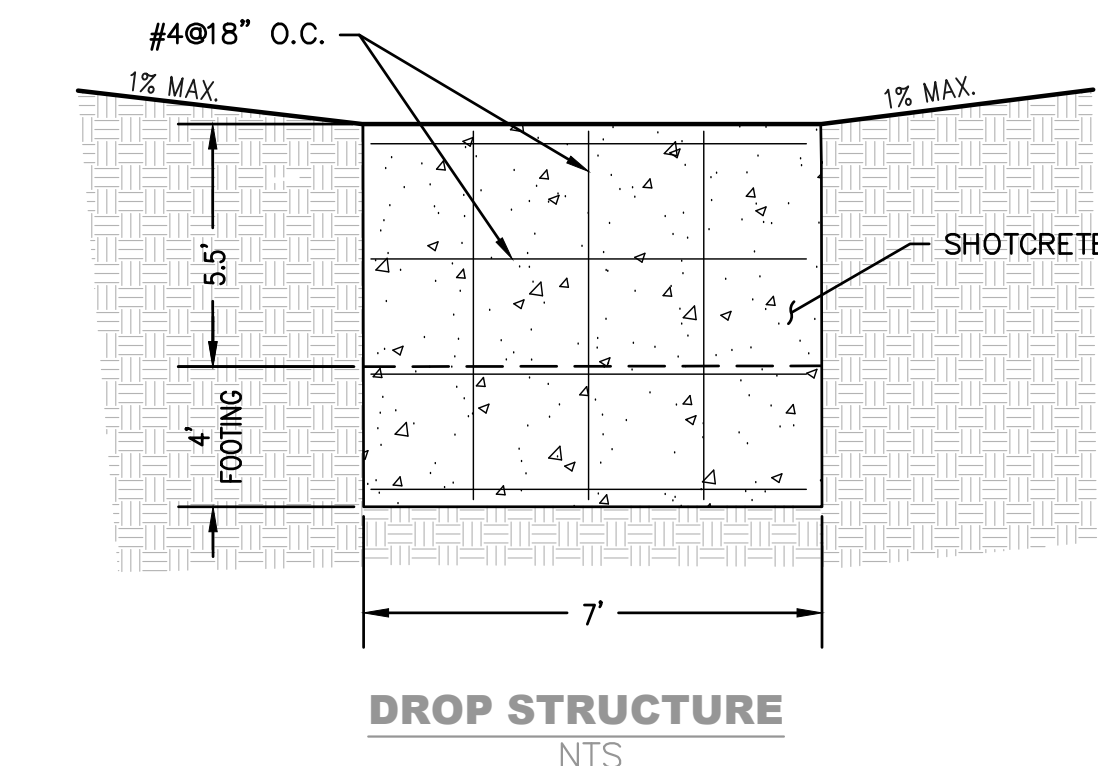 #4@18” O.C.
1% MAX.
1% MAX.
5.5’
SHOTCRETE
4’
FOOTING
7’
DROP STRUCTURE
NTS